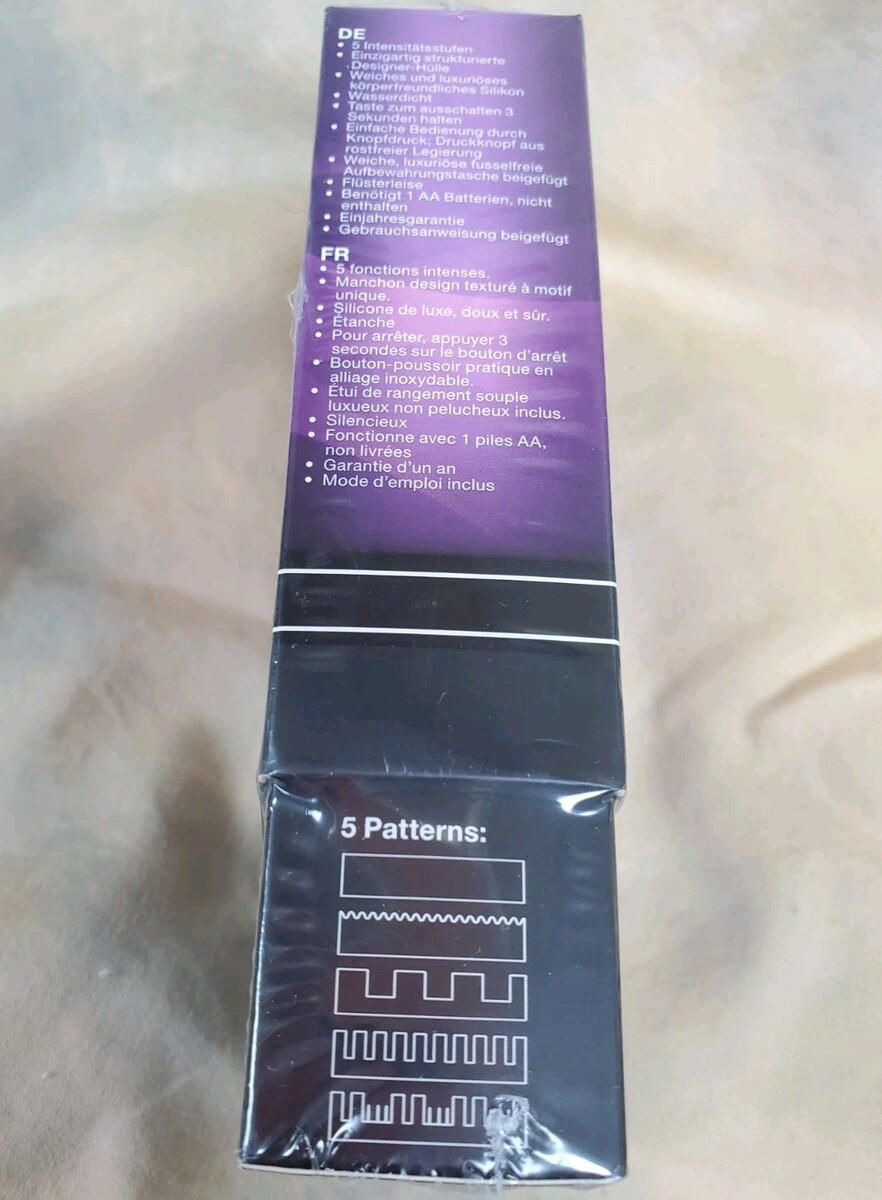 DE
• 5 Intensitätsstufen
• Einzigartig strukturierte
Designer-Hülle
• Weiches und luxuriöses
körperfreundliches Silikon
• Wasserdicht
• Taste zum ausschalten 3
Sekunden halten
• Einfache Bedienung durch
Knopfdruck; Druckknopf aus
rostfreier Legierung
• Weiche, luxuriöse fusselfreie
Aufbewahrungstasche beigefügt
• Flüsterleise
• Benötigt 1 AA Batterien, nicht
enthalten
• Einjahresgarantie
• Gebrauchsanweisung beigefügt
FR
• 5 fonctions intenses.
• Manchon design texturé à motif
unique.
• Silicone de luxe, doux et sûr.
• Étanche
• Pour arrêter, appuyer 3
secondes sur le bouton d'arrêt
• Bouton-poussoir pratique en
alliage inoxydable.
• Étui de rangement souple
luxueux non pelucheux inclus.
• Silencieux
• Fonctionne avec 1 piles AA,
non livrées
• Garantie d'un an
• Mode d'emploi inclus
5 Patterns: